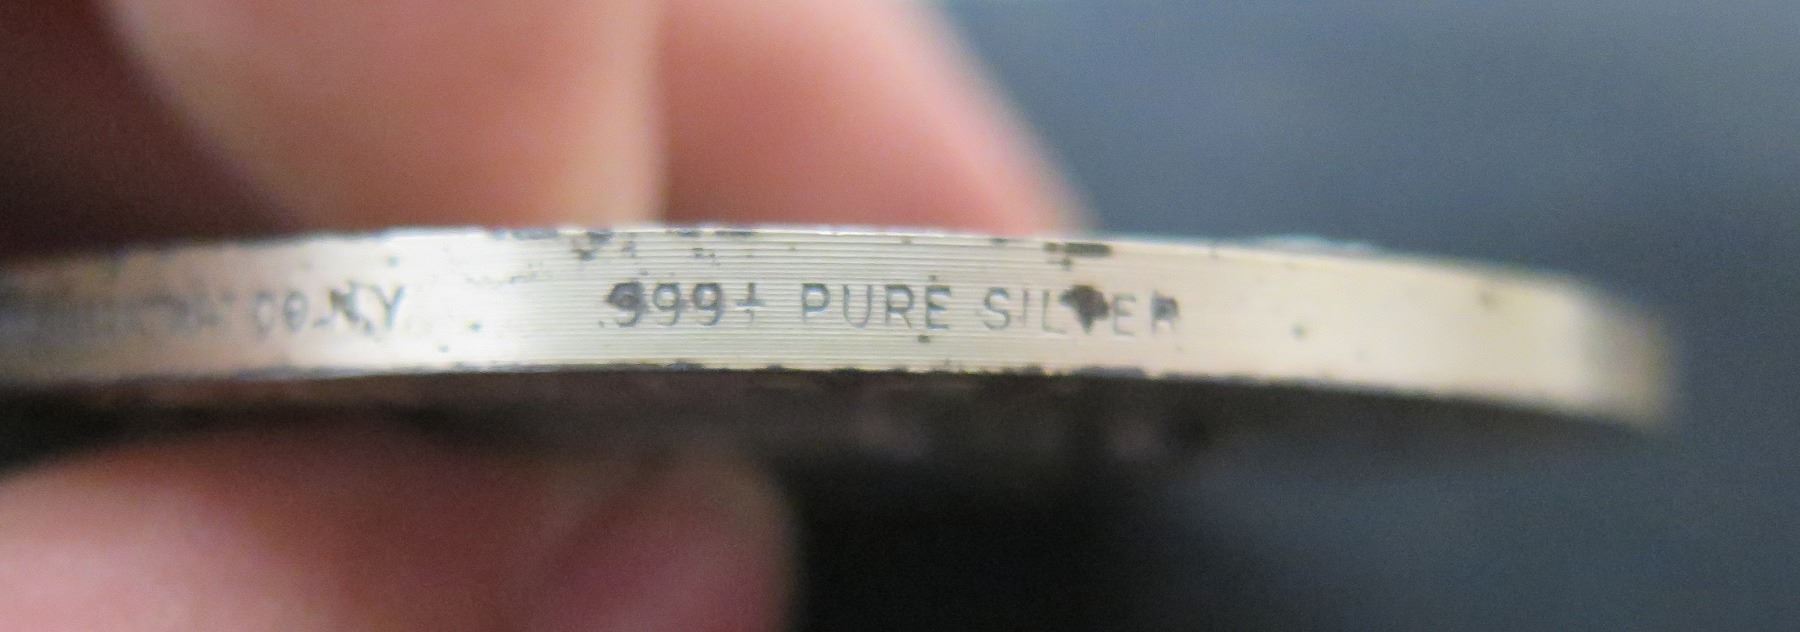 CO. N.Y .999+ PURE SILVER